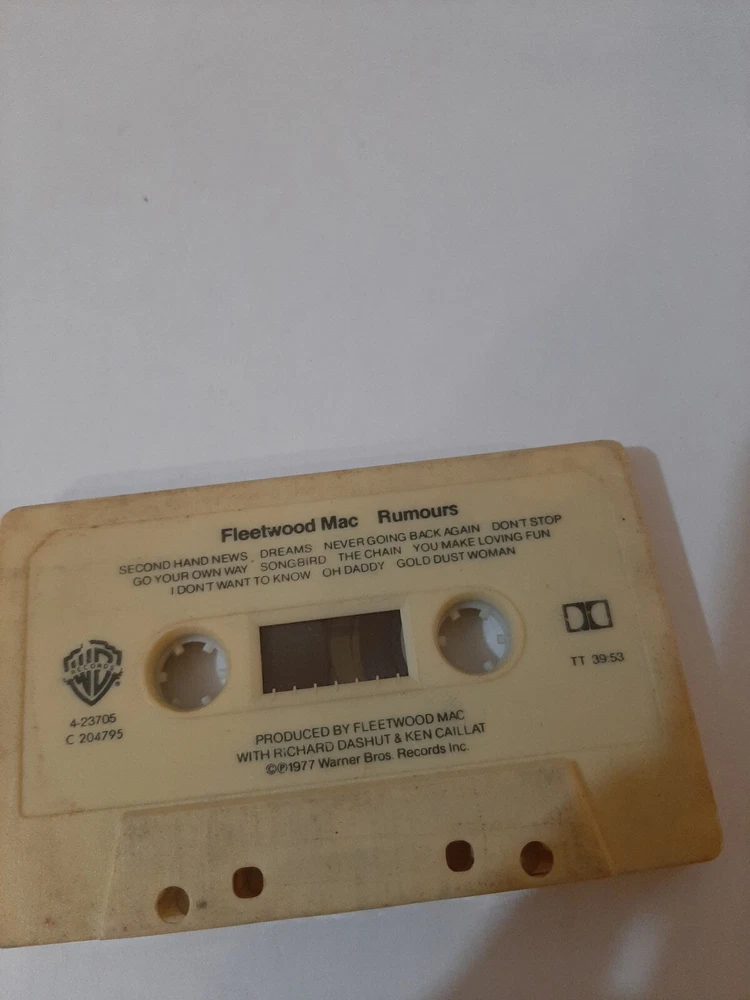 Fleetwood Mac Rumours
SECOND HAND NEWS DREAMS NEVER GOING BACK AGAIN DON'T STOP
GO YOUR OWN WAY SONGBIRD THE CHAIN YOU MAKE LOVING FUN
I DON'T WANT TO KNOW OH DADDY GOLD DUST WOMAN
WB
RECORDS
®
4-23705
C 204795
TT 39:53
PRODUCED BY FLEETWOOD MAC
WITH RICHARD DASHUT & KEN CAILLAT
©℗1977 Warner Bros. Records Inc.